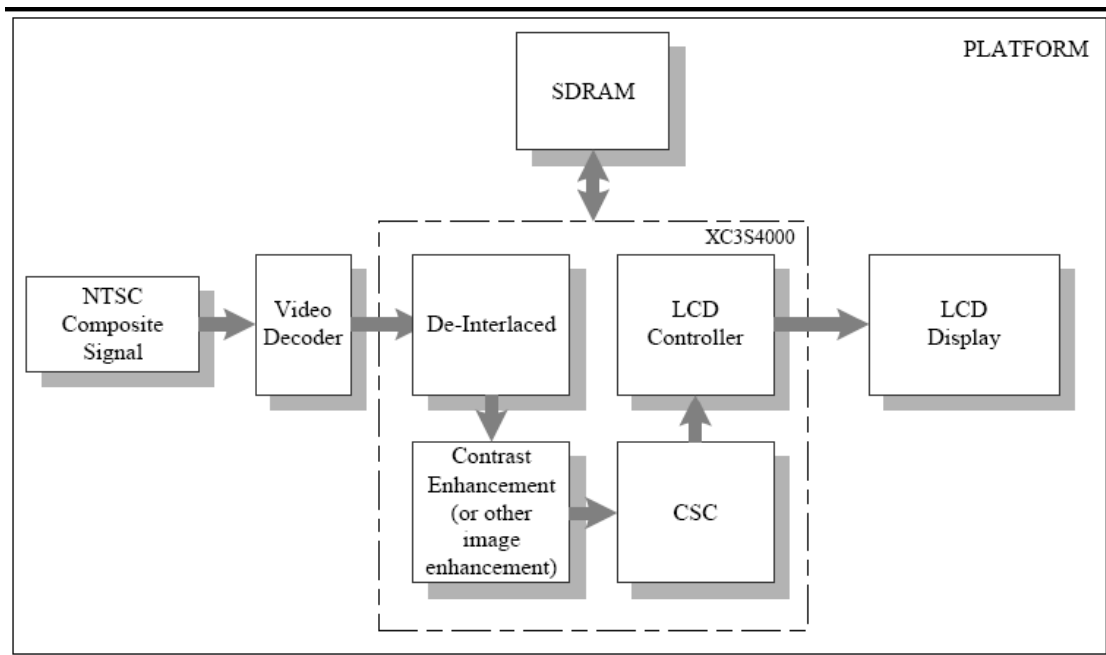 PLATFORM
SDRAM
XC3S4000
NTSC
Composite
Signal
Video
Decoder
De-Interlaced
LCD
Controller
LCD
Display
Contrast
Enhancement
(or other
image
enhancement)
CSC